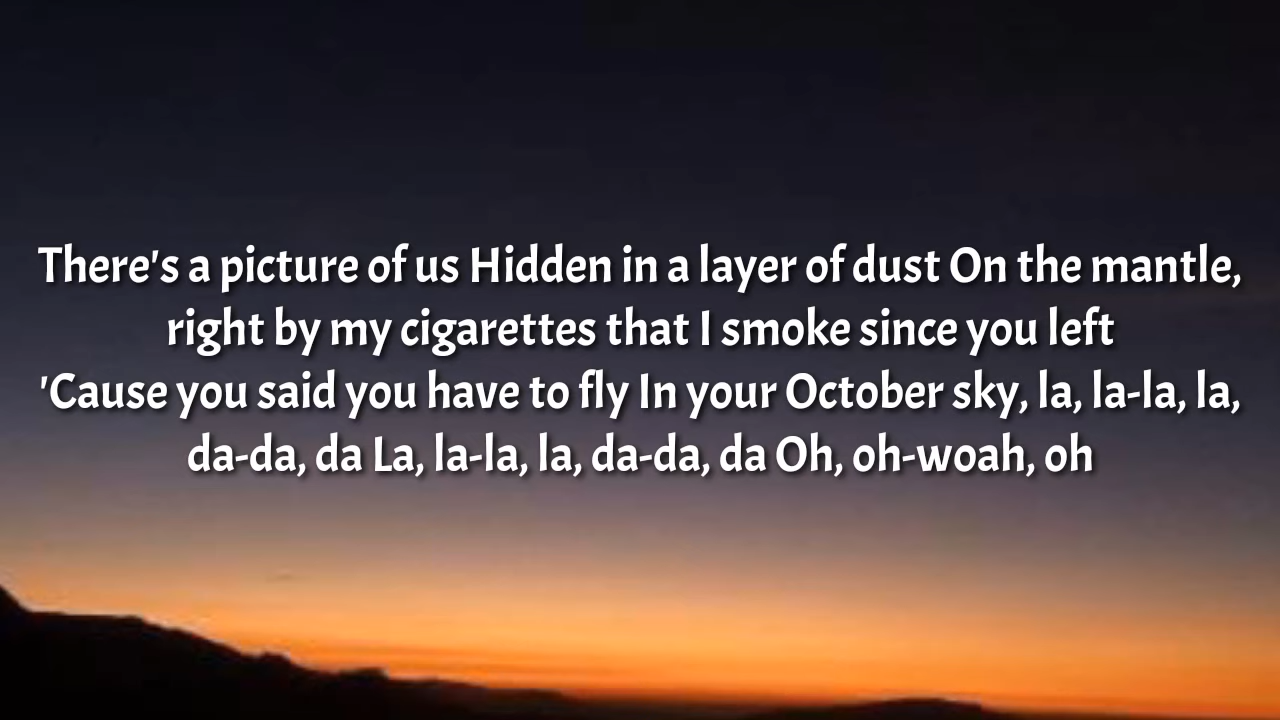 There's a picture of us Hidden in a layer of dust On the mantle,
right by my cigarettes that I smoke since you left
'Cause you said you have to fly In your October sky, la, la-la, la,
da-da, da La, la-la, la, da-da, da Oh, oh-woah, oh